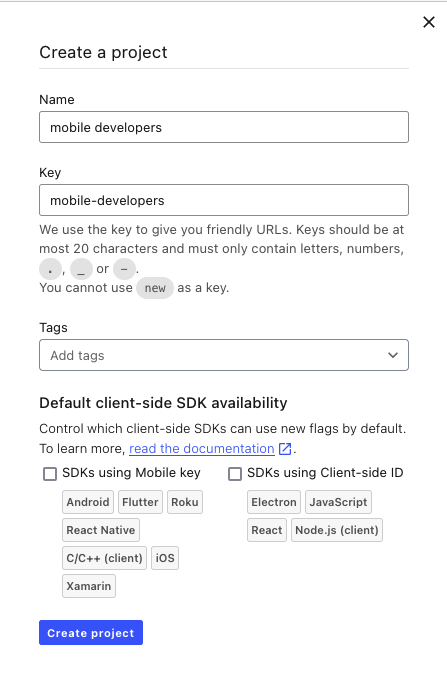 Create a project
Name
mobile developers
Key
mobile-developers
We use the key to give you friendly URLs. Keys should be at
most 20 characters and must only contain letters, numbers,
., _ or -.
You cannot use new as a key.
Tags
Add tags
Default client-side SDK availability
Control which client-side SDKs can use new flags by default.
To learn more, read the documentation.
SDKs using Mobile key
Android Flutter Roku
React Native
C/C++ (client) iOS
Xamarin
SDKs using Client-side ID
Electron JavaScript
React Node.js (client)
Create project